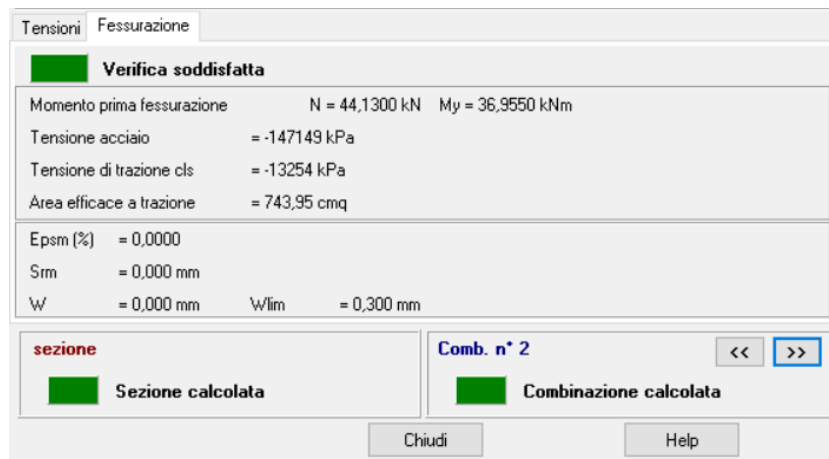 Tensioni Fessurazione
Verifica soddisfatta
Momento prima fessurazione N = 44,1300 kN My = 36,9550 kNm
Tensione acciaio = -147149 kPa
Tensione di trazione cls = -13254 kPa
Area efficace a trazione = 743,95 cmq
Epsm (%) = 0,0000
Srm = 0,000 mm
W = 0,000 mm Wlim = 0,300 mm
sezione
Sezione calcolata
Comb. n° 2 << >>
Combinazione calcolata
Chiudi Help